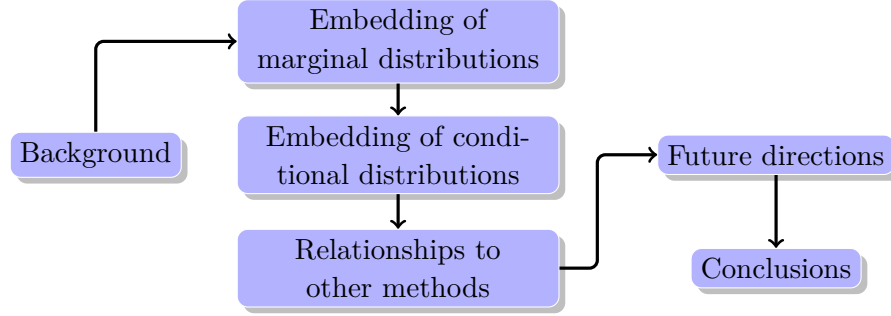 Background
Embedding of
marginal distributions
Embedding of condi-
tional distributions
Relationships to
other methods
Future directions
Conclusions